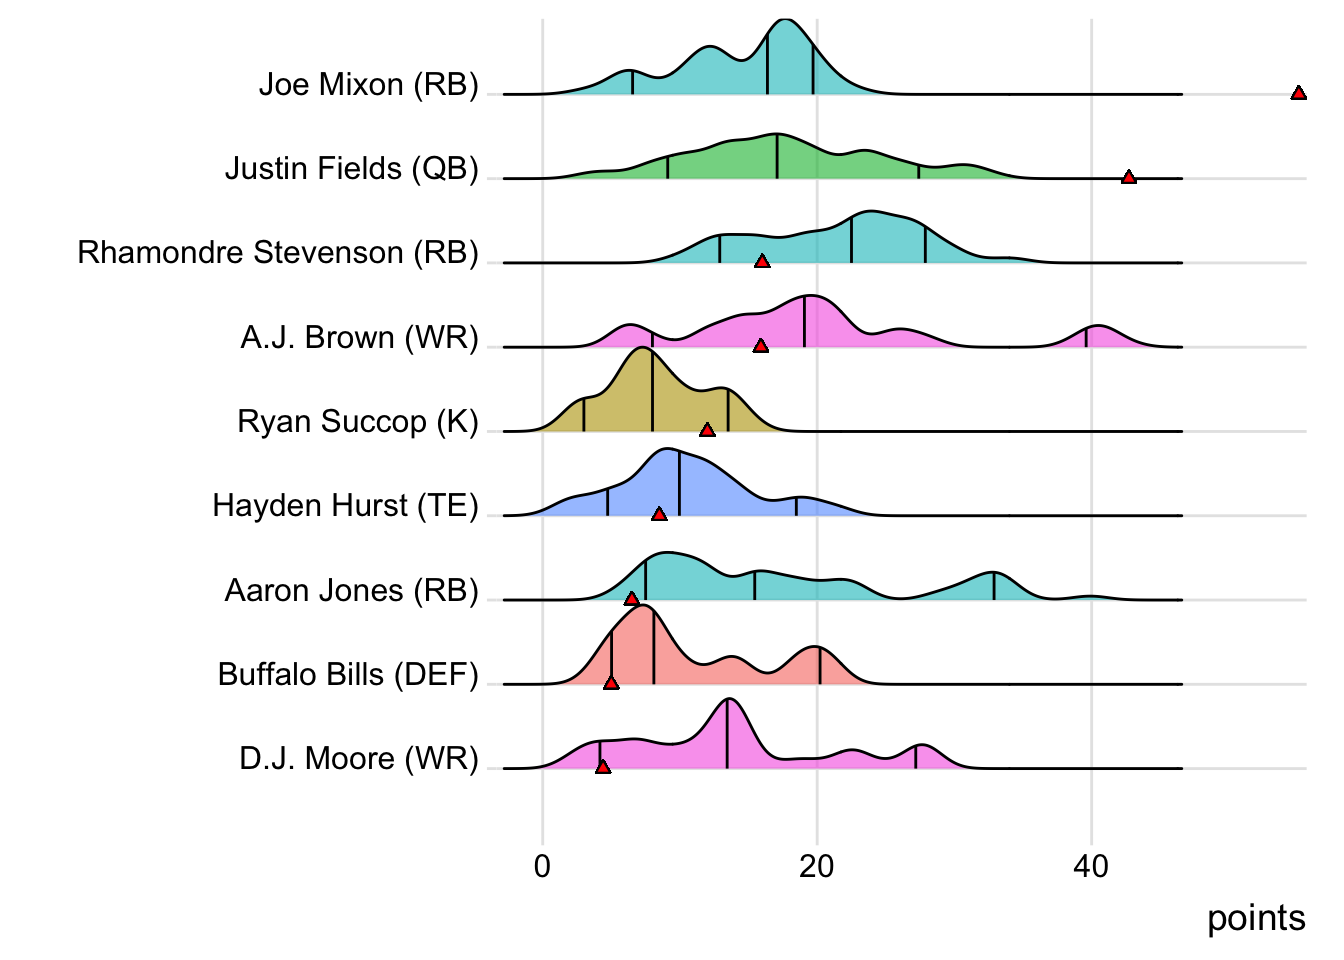 Joe Mixon (RB)
Justin Fields (QB)
Rhamondre Stevenson (RB)
A.J. Brown (WR)
Ryan Succop (K)
Hayden Hurst (TE)
Aaron Jones (RB)
Buffalo Bills (DEF)
D.J. Moore (WR)
0 20 40
points